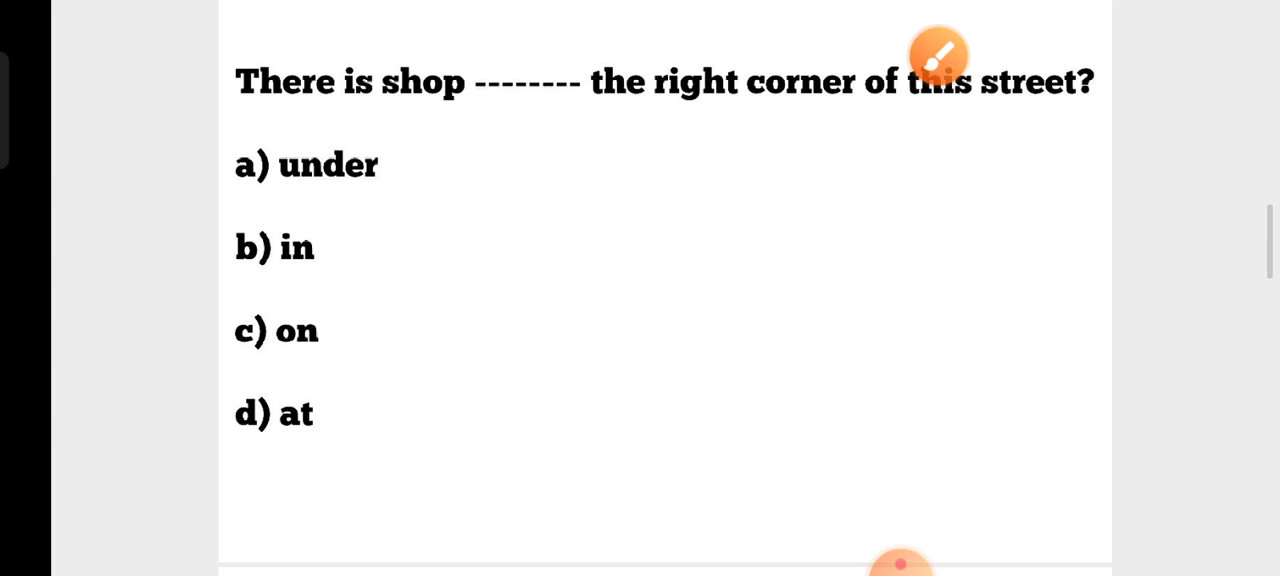 There is shop -------- the right corner of this street?
a) under
b) in
c) on
d) at